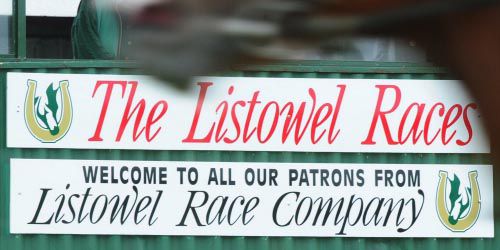 The Listowel Races
WELCOME TO ALL OUR PATRONS FROM
Listowel Race Company